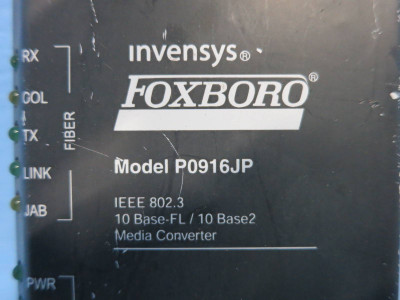 invensys®
FOXBORO®
Model P0916JP
IEEE 802.3
10 Base-FL / 10 Base2
Media Converter
RX
COL
TX
LINK
JAB
FIBER
PWR